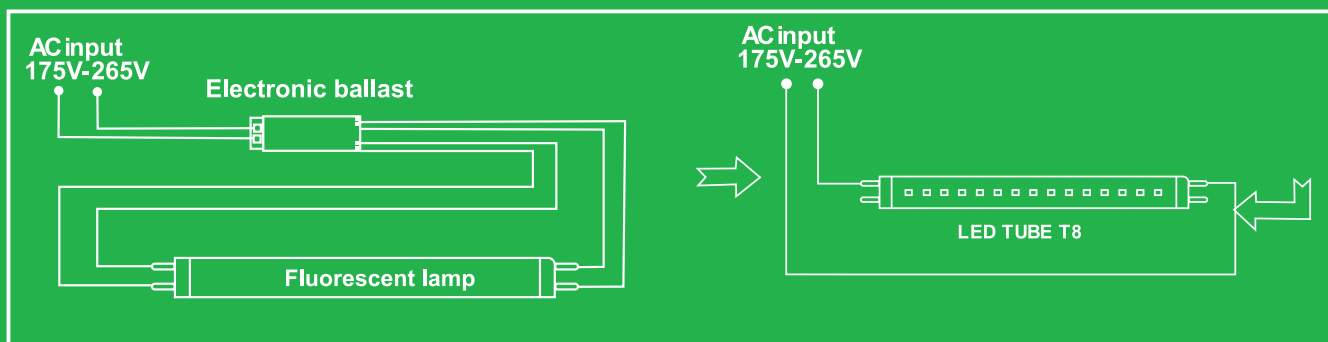 AC input
175V-265V
Electronic ballast
Fluorescent lamp
AC input
175V-265V
LED TUBE T8